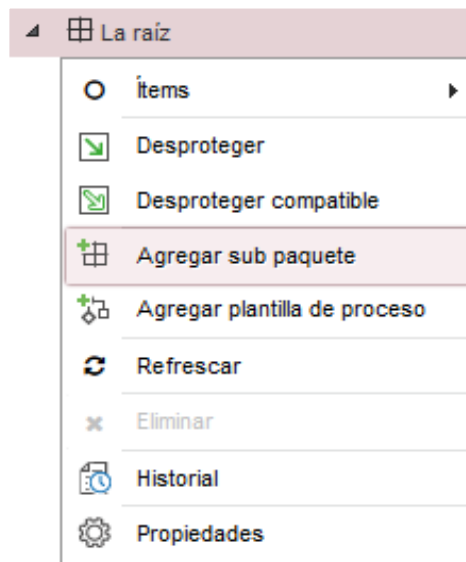 La raíz
Ítems
Desproteger
Desproteger compatible
Agregar sub paquete
Agregar plantilla de proceso
Refrescar
Eliminar
Historial
Propiedades